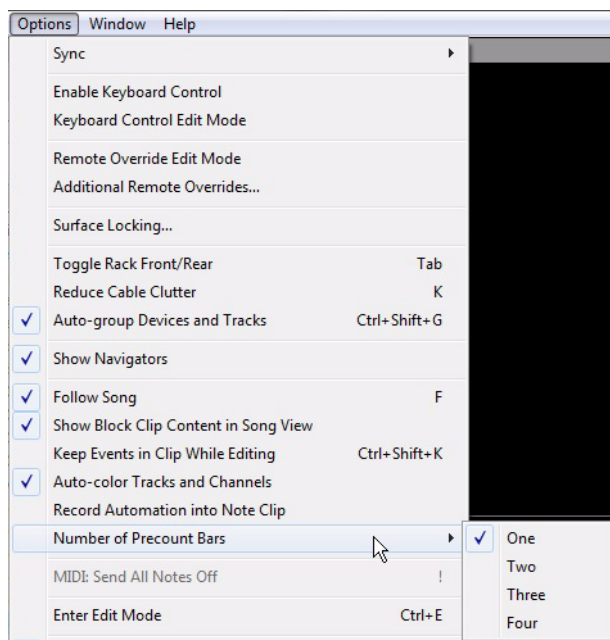 Options Window Help
Sync
Enable Keyboard Control
Keyboard Control Edit Mode
Remote Override Edit Mode
Additional Remote Overrides...
Surface Locking...
Toggle Rack Front/Rear Tab
Reduce Cable Clutter K
Auto-group Devices and Tracks Ctrl+Shift+G
Show Navigators
Follow Song F
Show Block Clip Content in Song View
Keep Events in Clip While Editing Ctrl+Shift+K
Auto-color Tracks and Channels
Record Automation into Note Clip
Number of Precount Bars One
Two
MIDI: Send All Notes Off !
Three
Enter Edit Mode Ctrl+E
Four